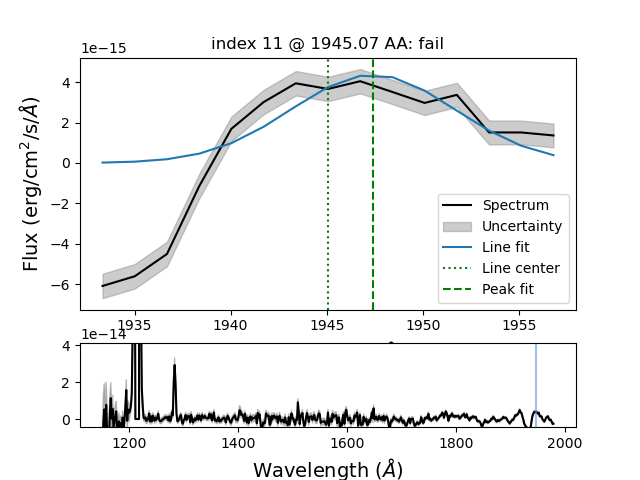 index 11 @ 1945.07 AA: fail
1e−15
4
2
0
−2
−4
−6
Flux (erg/cm²/s/Å)
Spectrum
Uncertainty
Line fit
Line center
Peak fit
1935 1940 1945 1950 1955
1e−14
4
2
0
1200 1400 1600 1800 2000
Wavelength (Å)